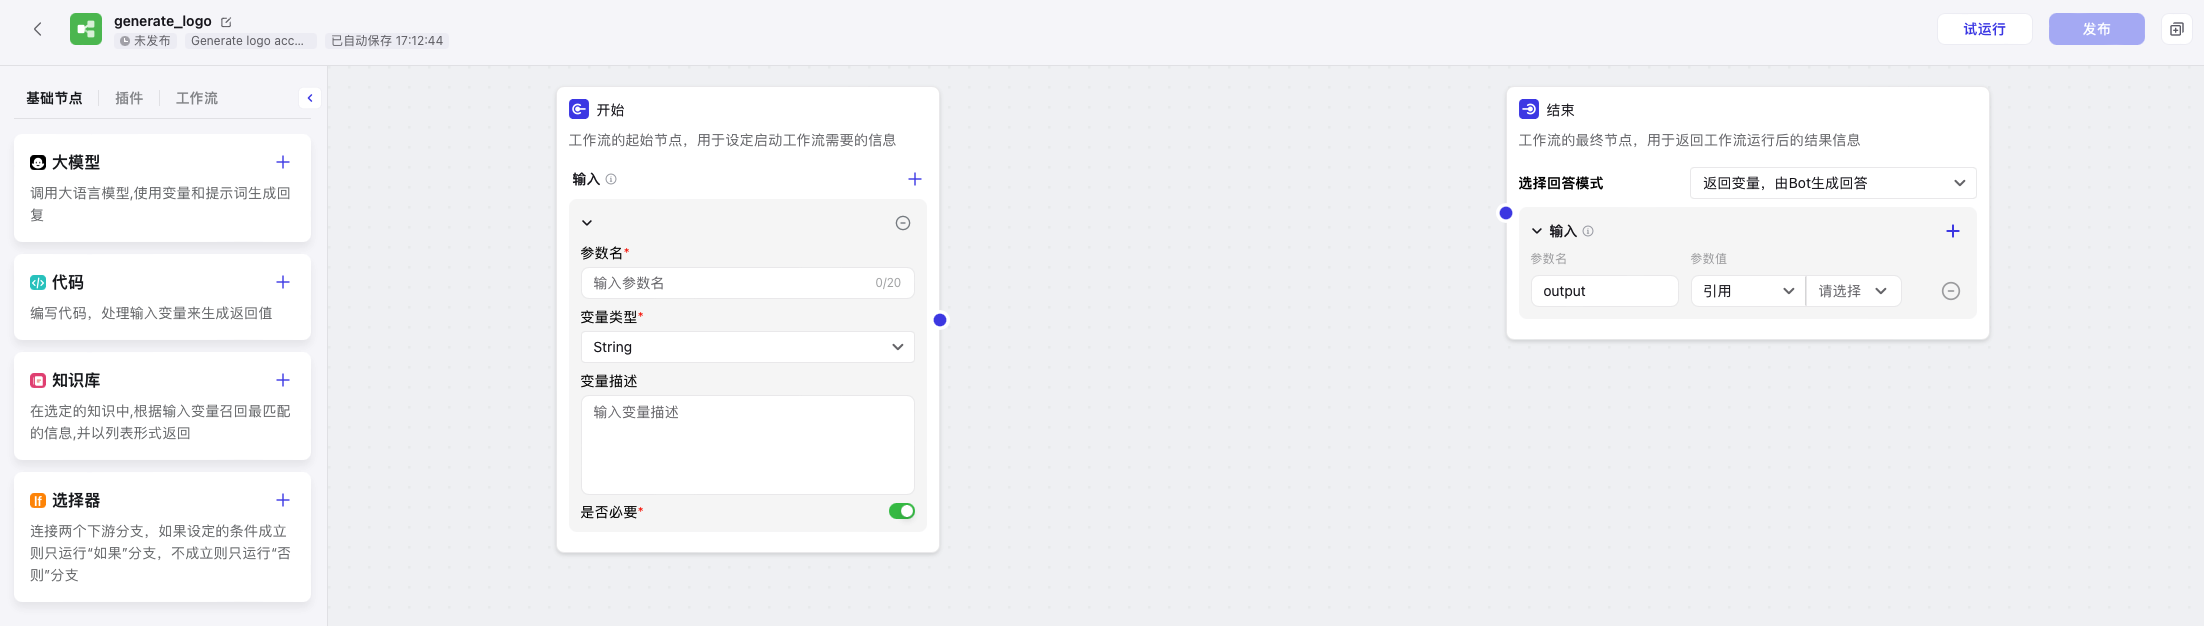 generate_logo
未发布 Generate logo acc... 已自动保存 17:12:44
试运行 发布
基础节点 插件 工作流
大模型
调用大语言模型,使用变量和提示词生成回
复
代码
编写代码，处理输入变量来生成返回值
知识库
在选定的知识中,根据输入变量召回最匹配
的信息,并以列表形式返回
If 选择器
连接两个下游分支，如果设定的条件成立
则只运行“如果”分支，不成立则只运行“否
则”分支
开始
工作流的起始节点，用于设定启动工作流需要的信息
输入
参数名*
输入参数名 0/20
变量类型*
String
变量描述
输入变量描述
是否必要*
结束
工作流的最终节点，用于返回工作流运行后的结果信息
选择回答模式 返回变量，由Bot生成回答
输入
参数名 参数值
output 引用 请选择